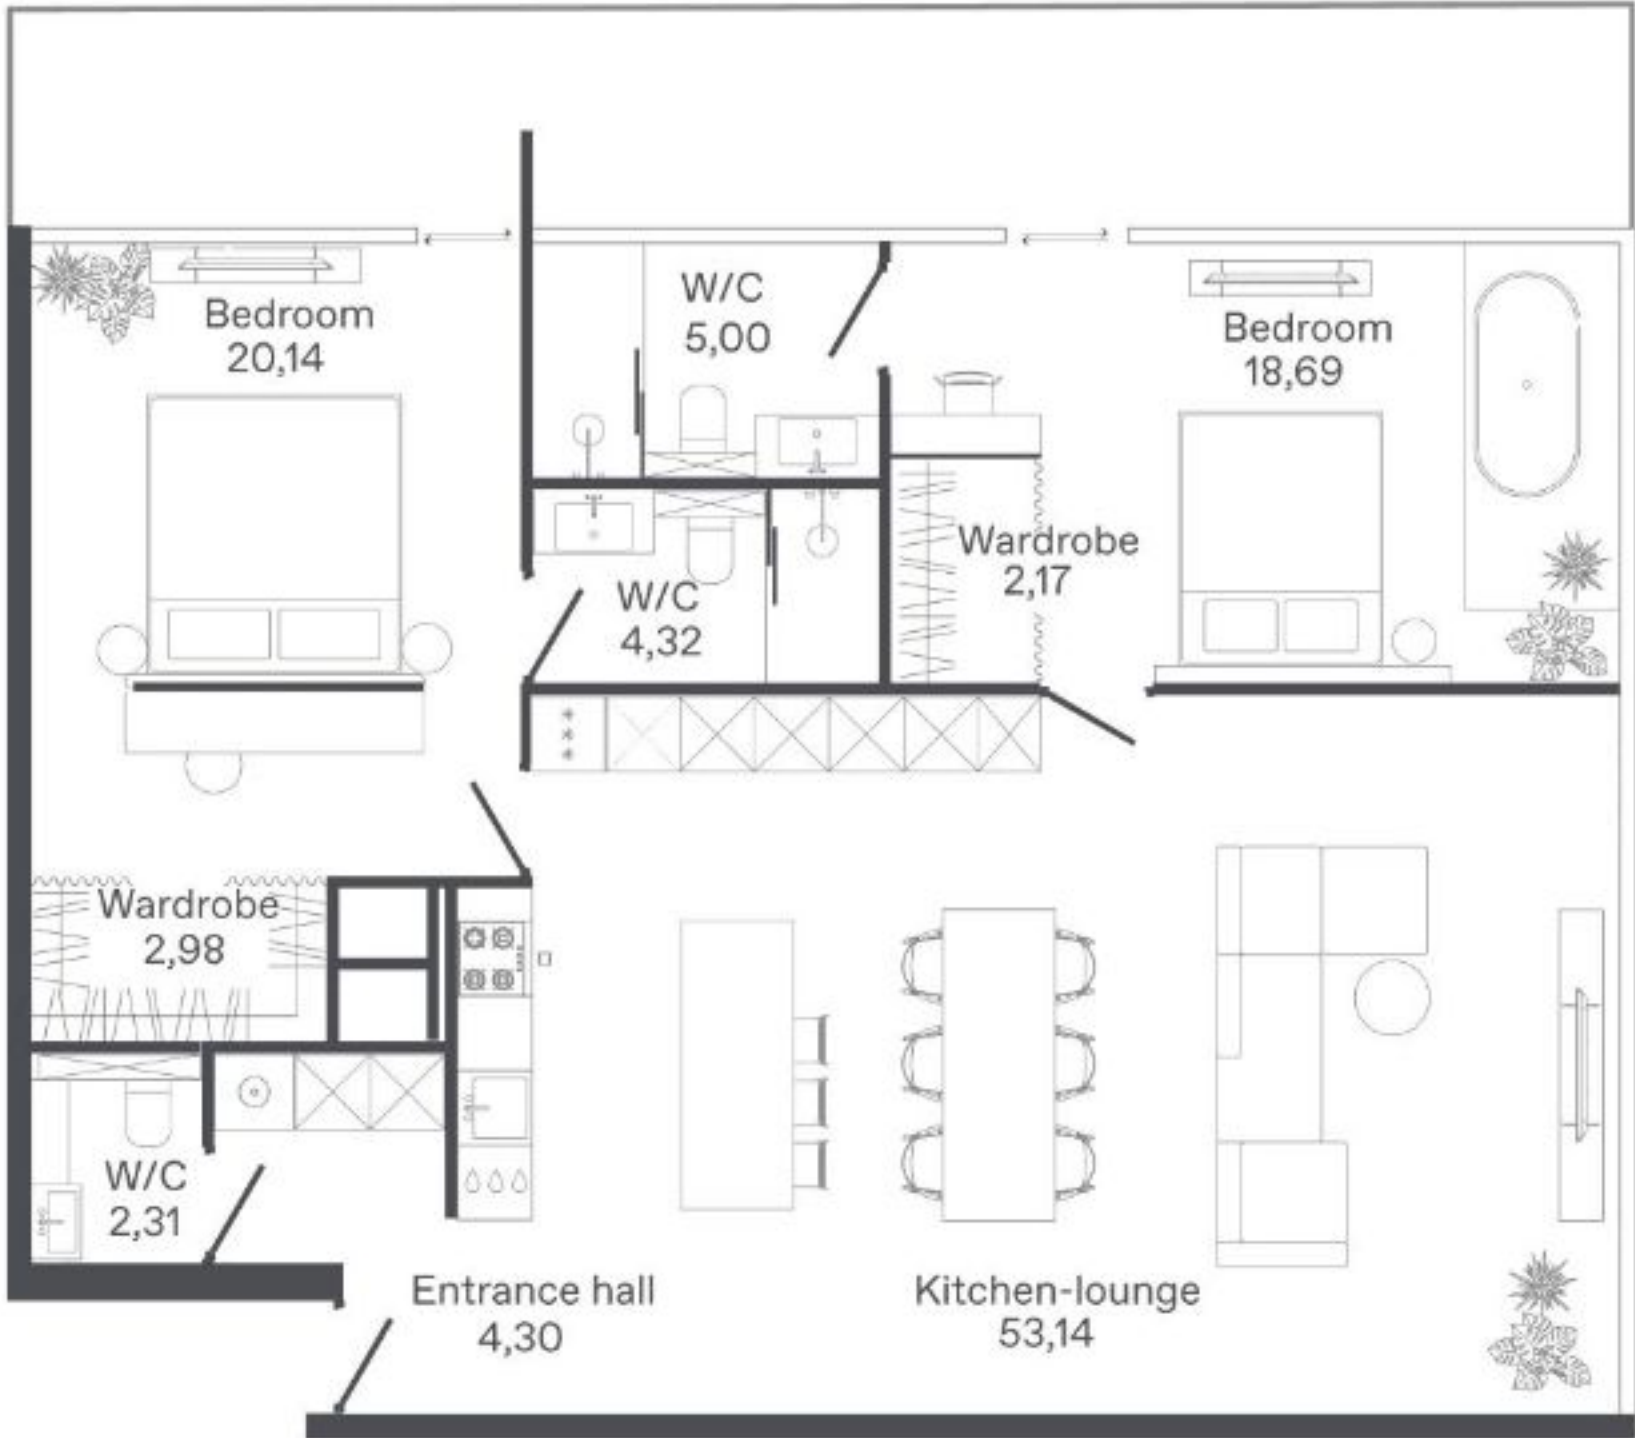 W/C
5,00
Bedroom
20,14
Bedroom
18,69
Wardrobe
2,17
W/C
4,32
Wardrobe
2,98
W/C
2,31
Entrance hall
4,30
Kitchen-lounge
53,14